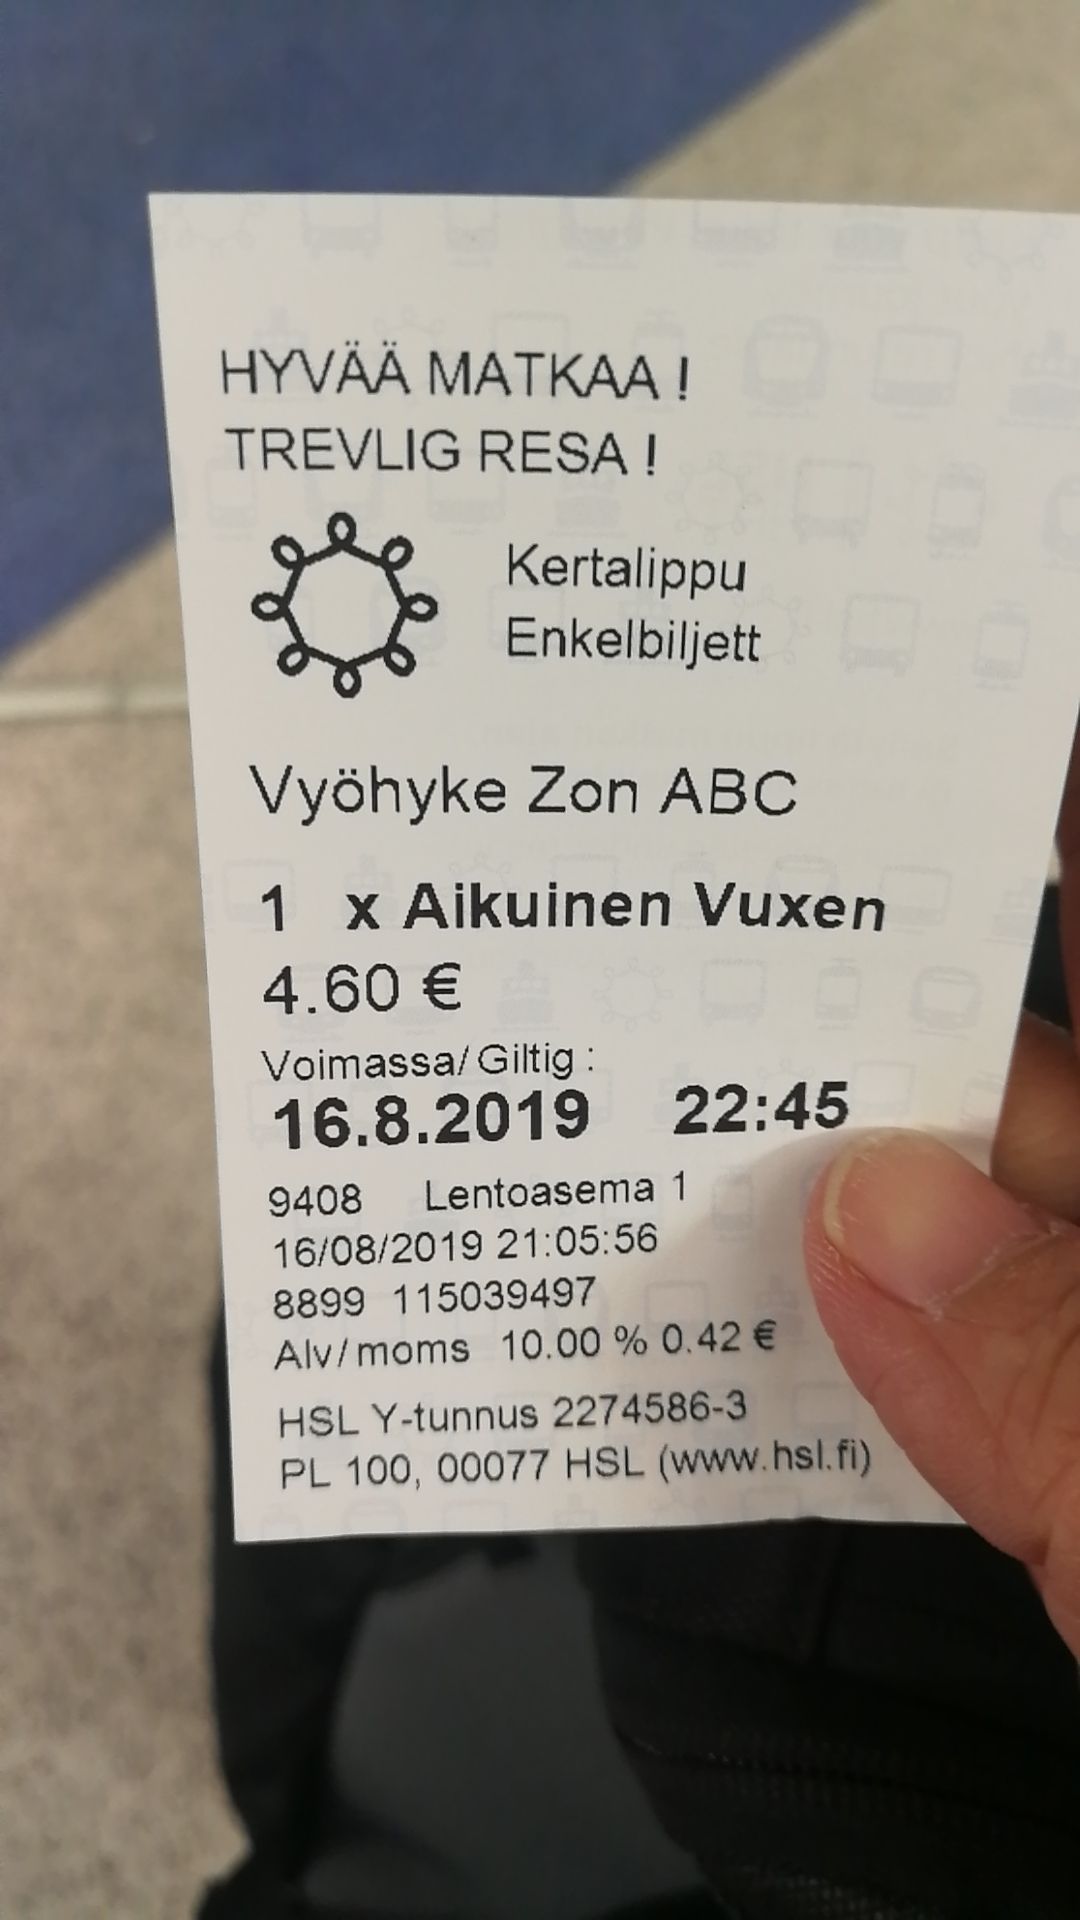 HYVÄÄ MATKAA !
TREVLIG RESA !
Kertalippu
Enkelbiljett
Vyöhyke Zon ABC
1 x Aikuinen Vuxen
4.60 €
Voimassa/Giltig :
16.8.2019 22:45
9408 Lentoasema 1
16/08/2019 21:05:56
8899 115039497
Alv/moms 10.00 % 0.42 €
HSL Y-tunnus 2274586-3
PL 100, 00077 HSL (www.hsl.fi)